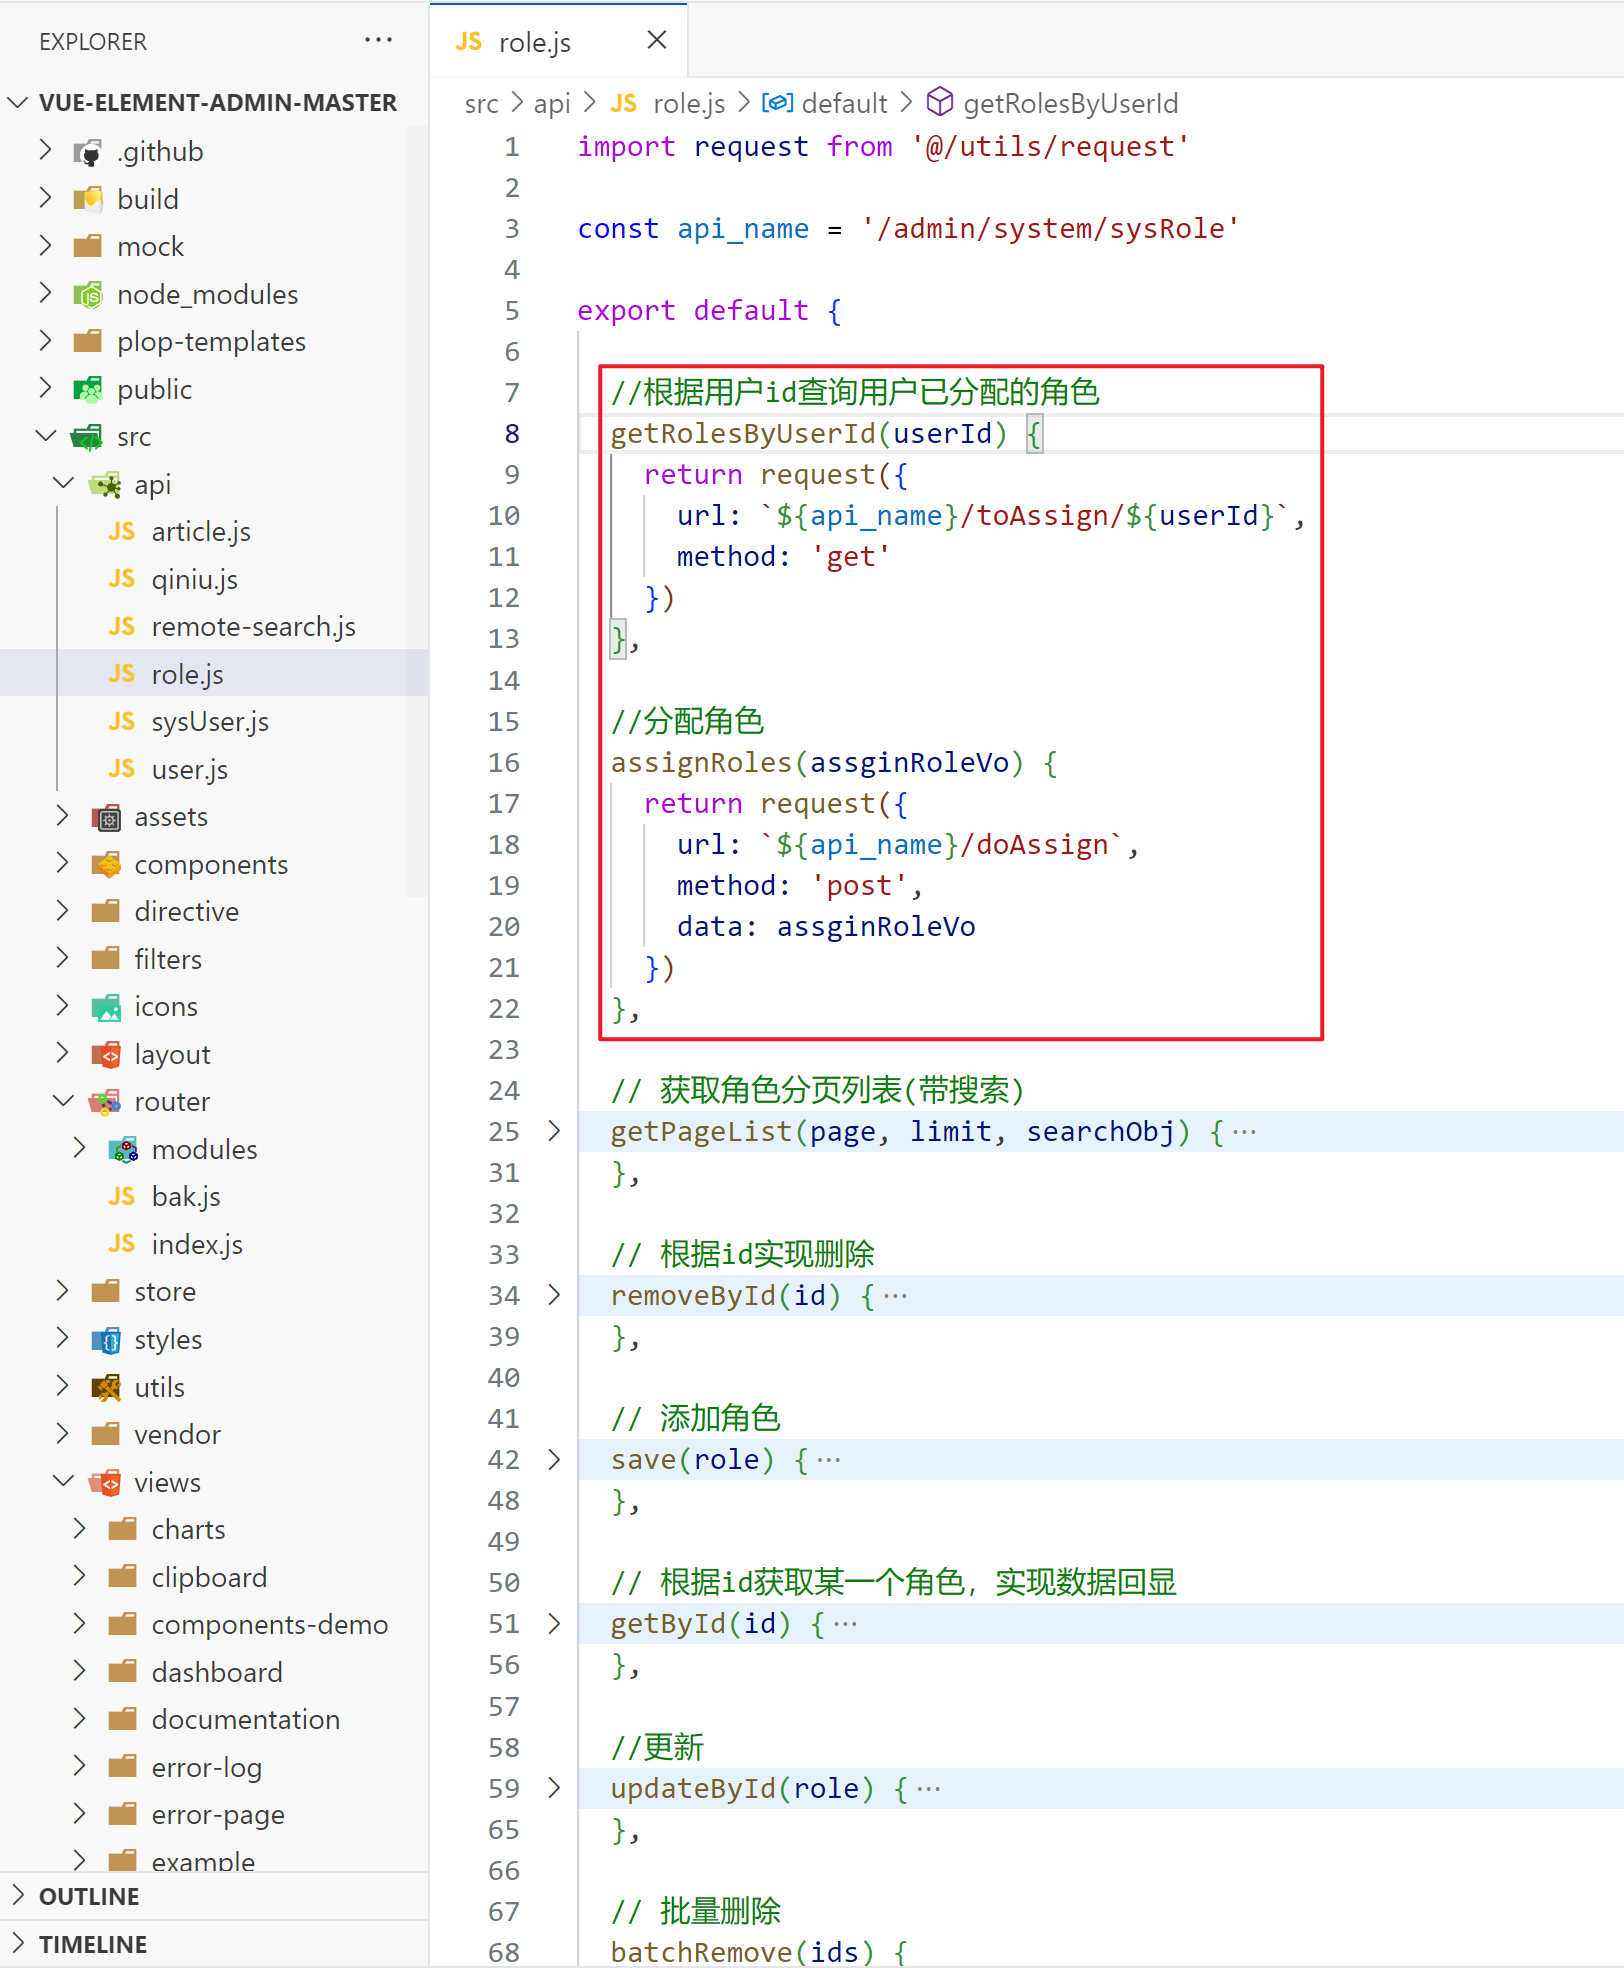 EXPLORER
VUE-ELEMENT-ADMIN-MASTER
.github
build
mock
node_modules
plop-templates
public
src
api
JS article.js
JS qiniu.js
JS remote-search.js
JS role.js
JS sysUser.js
JS user.js
assets
components
directive
filters
icons
layout
router
modules
JS bak.js
JS index.js
store
styles
utils
vendor
views
charts
clipboard
components-demo
dashboard
documentation
error-log
error-page
example
OUTLINE
TIMELINE
JS role.js
src > api > JS role.js > default > getRolesByUserId
1 import request from '@/utils/request'
2
3 const api_name = '/admin/system/sysRole'
4
5 export default {
6
7 //根据用户id查询用户已分配的角色
8 getRolesByUserId(userId) {
9 return request({
10 url: `${api_name}/toAssign/${userId}`,
11 method: 'get'
12 })
13 },
14
15 //分配角色
16 assignRoles(assginRoleVo) {
17 return request({
18 url: `${api_name}/doAssign`,
19 method: 'post',
20 data: assginRoleVo
21 })
22 },
23
24 // 获取角色分页列表(带搜索)
25 getPageList(page, limit, searchObj) {···
31 },
32
33 // 根据id实现删除
34 removeById(id) {···
39 },
40
41 // 添加角色
42 save(role) {···
48 },
49
50 // 根据id获取某一个角色，实现数据回显
51 getById(id) {···
56 },
57
58 //更新
59 updateById(role) {···
65 },
66
67 // 批量删除
68 batchRemove(ids) {